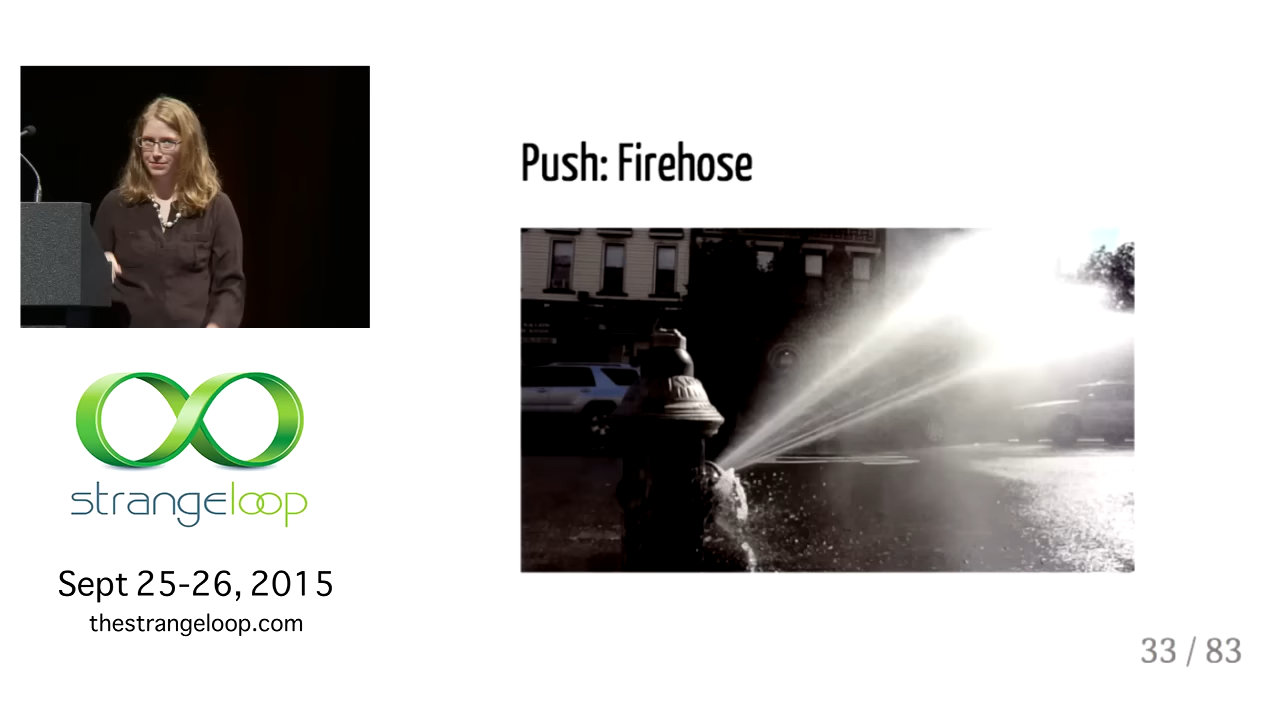 Push: Firehose
strangeloop
Sept 25-26, 2015
thestrangeloop.com
33 / 83